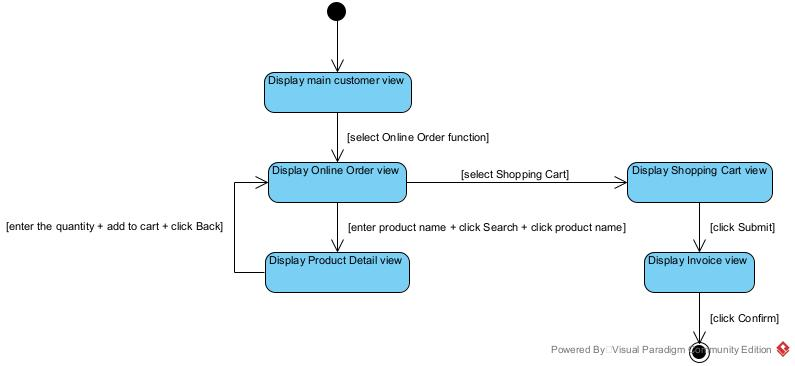 Display main customer view
[select Online Order function]
Display Online Order view
[select Shopping Cart]
Display Shopping Cart view
[enter the quantity + add to cart + click Back]
[enter product name + click Search + click product name]
[click Submit]
Display Product Detail view
Display Invoice view
[click Confirm]
Powered By Visual Paradigm Community Edition